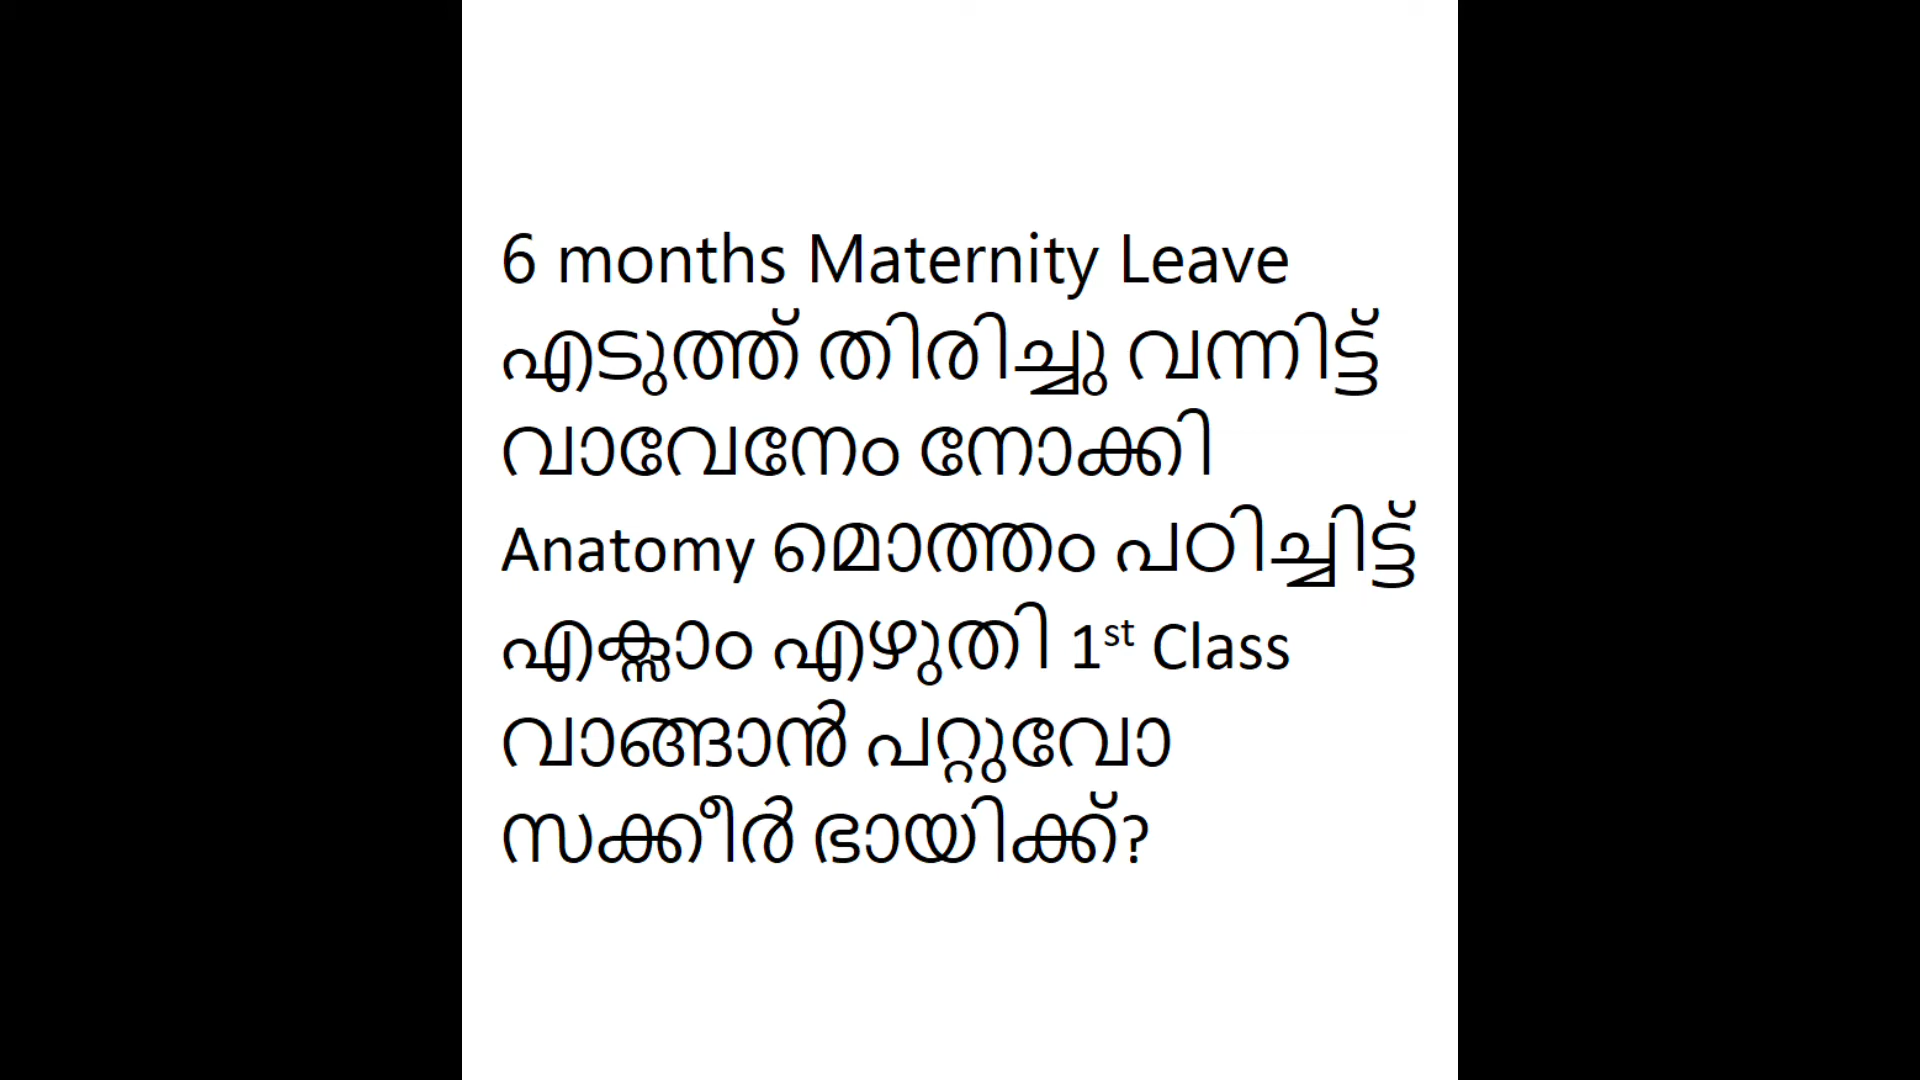 6 months Maternity Leave
എടുത്ത് തിരിച്ചു വന്നിട്ട്
വാവേനേം നോക്കി
Anatomy മൊത്തം പഠിച്ചിട്ട്
എക്സാം എഴുതി 1st Class
വാങ്ങാൻ പറ്റുവോ
സക്കീർ ഭായിക്ക്?